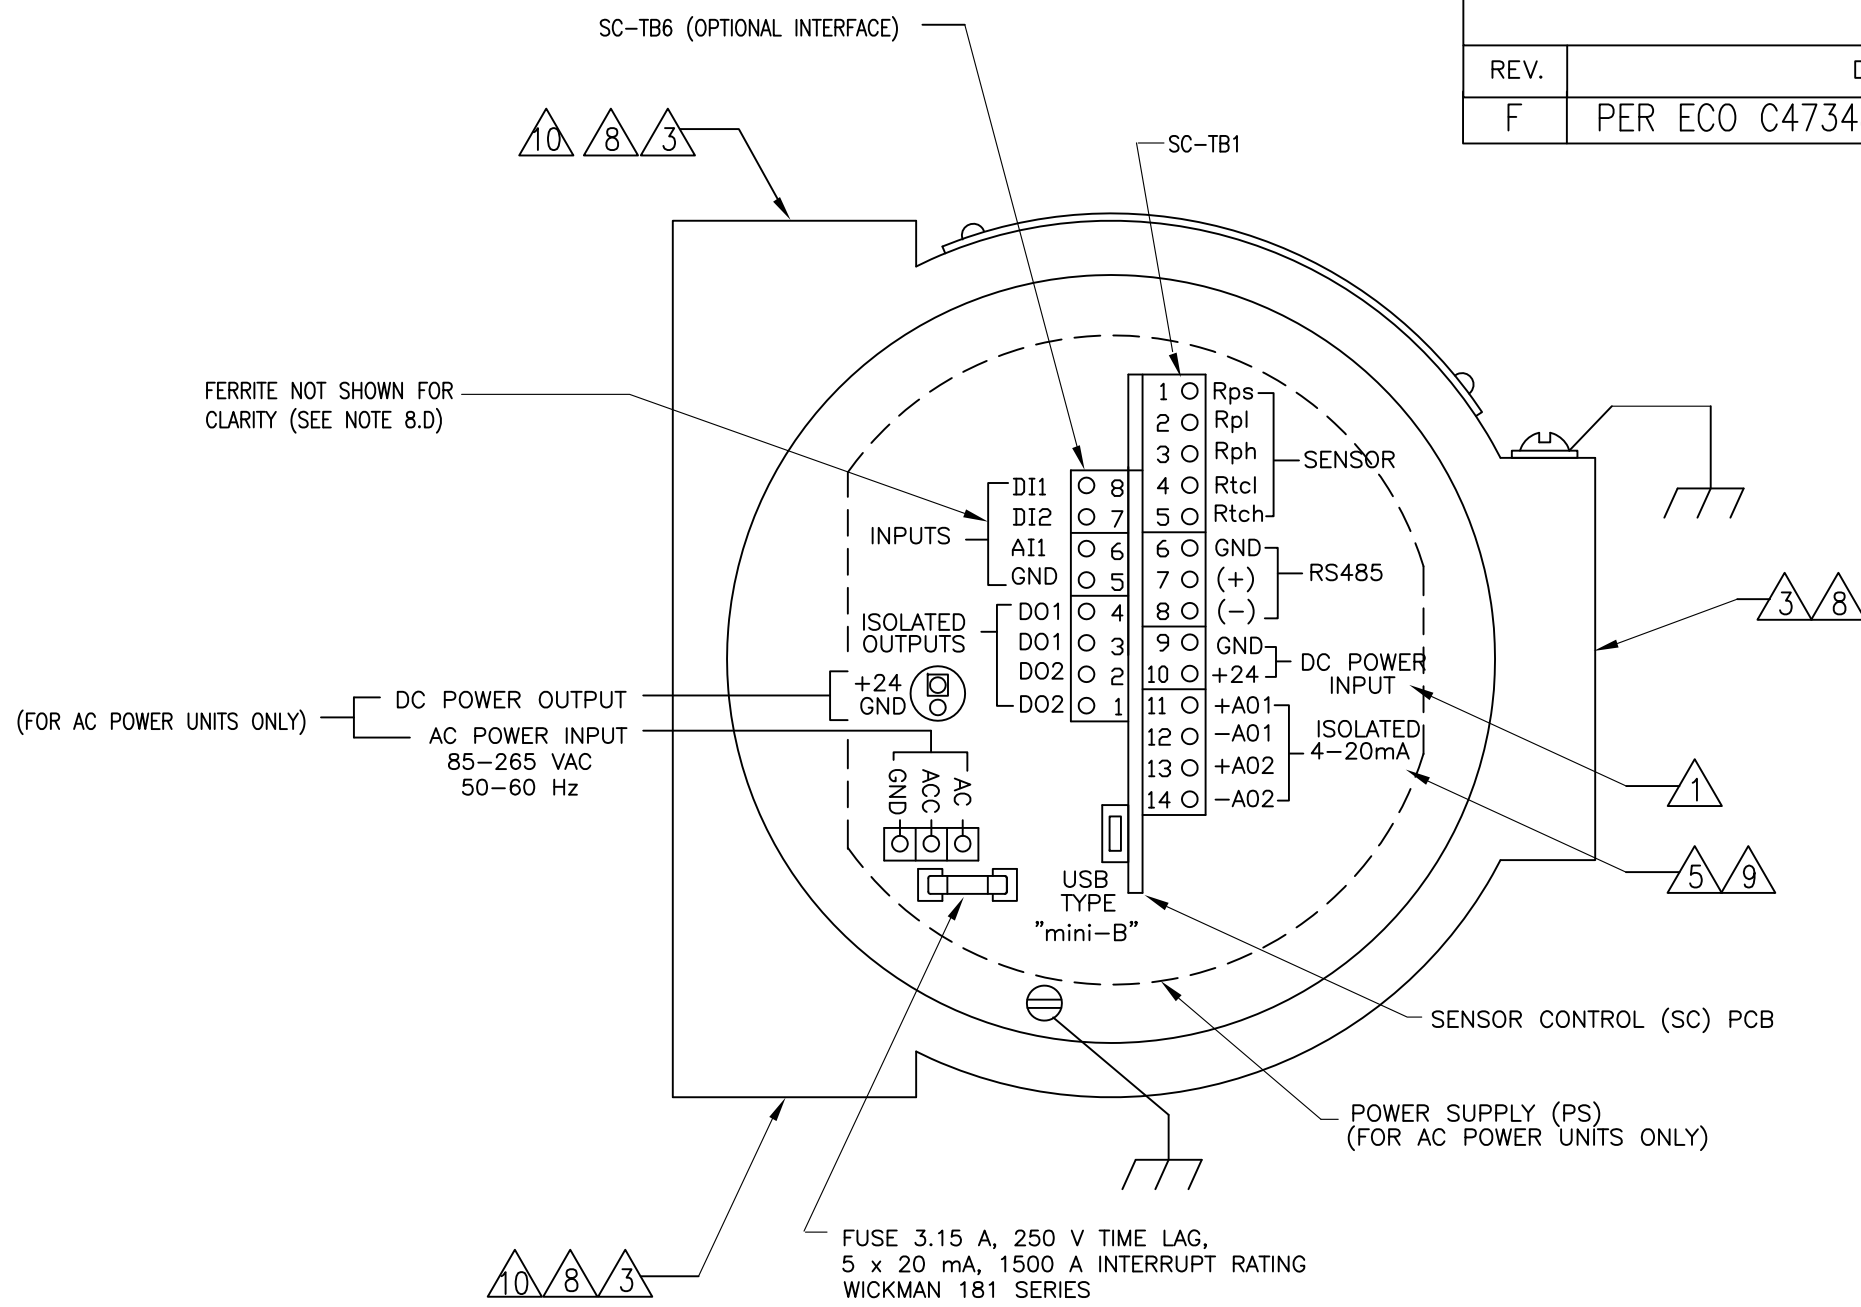 SC-TB6 (OPTIONAL INTERFACE)
REV.
D
F
PER ECO C4734
10 8 3
SC-TB1
FERRITE NOT SHOWN FOR
CLARITY (SEE NOTE 8.D)
1 Rps
2 Rpl
3 Rph
4 Rtcl
5 Rtch
SENSOR
6 GND
7 (+)
8 (-)
RS485
9 GND
10 +24
DC POWER
INPUT
11 +A01
12 -A01
13 +A02
14 -A02
ISOLATED
4-20mA
INPUTS
DI1 8
DI2 7
AI1 6
GND 5
ISOLATED
OUTPUTS
DO1 4
DO1 3
DO2 2
DO2 1
3 8
1
5 9
(FOR AC POWER UNITS ONLY)
DC POWER OUTPUT
+24
GND
AC POWER INPUT
85-265 VAC
50-60 Hz
GND
ACC
AC
USB
TYPE
"mini-B"
SENSOR CONTROL (SC) PCB
POWER SUPPLY (PS)
(FOR AC POWER UNITS ONLY)
FUSE 3.15 A, 250 V TIME LAG,
5 x 20 mA, 1500 A INTERRUPT RATING
WICKMAN 181 SERIES
10 8 3